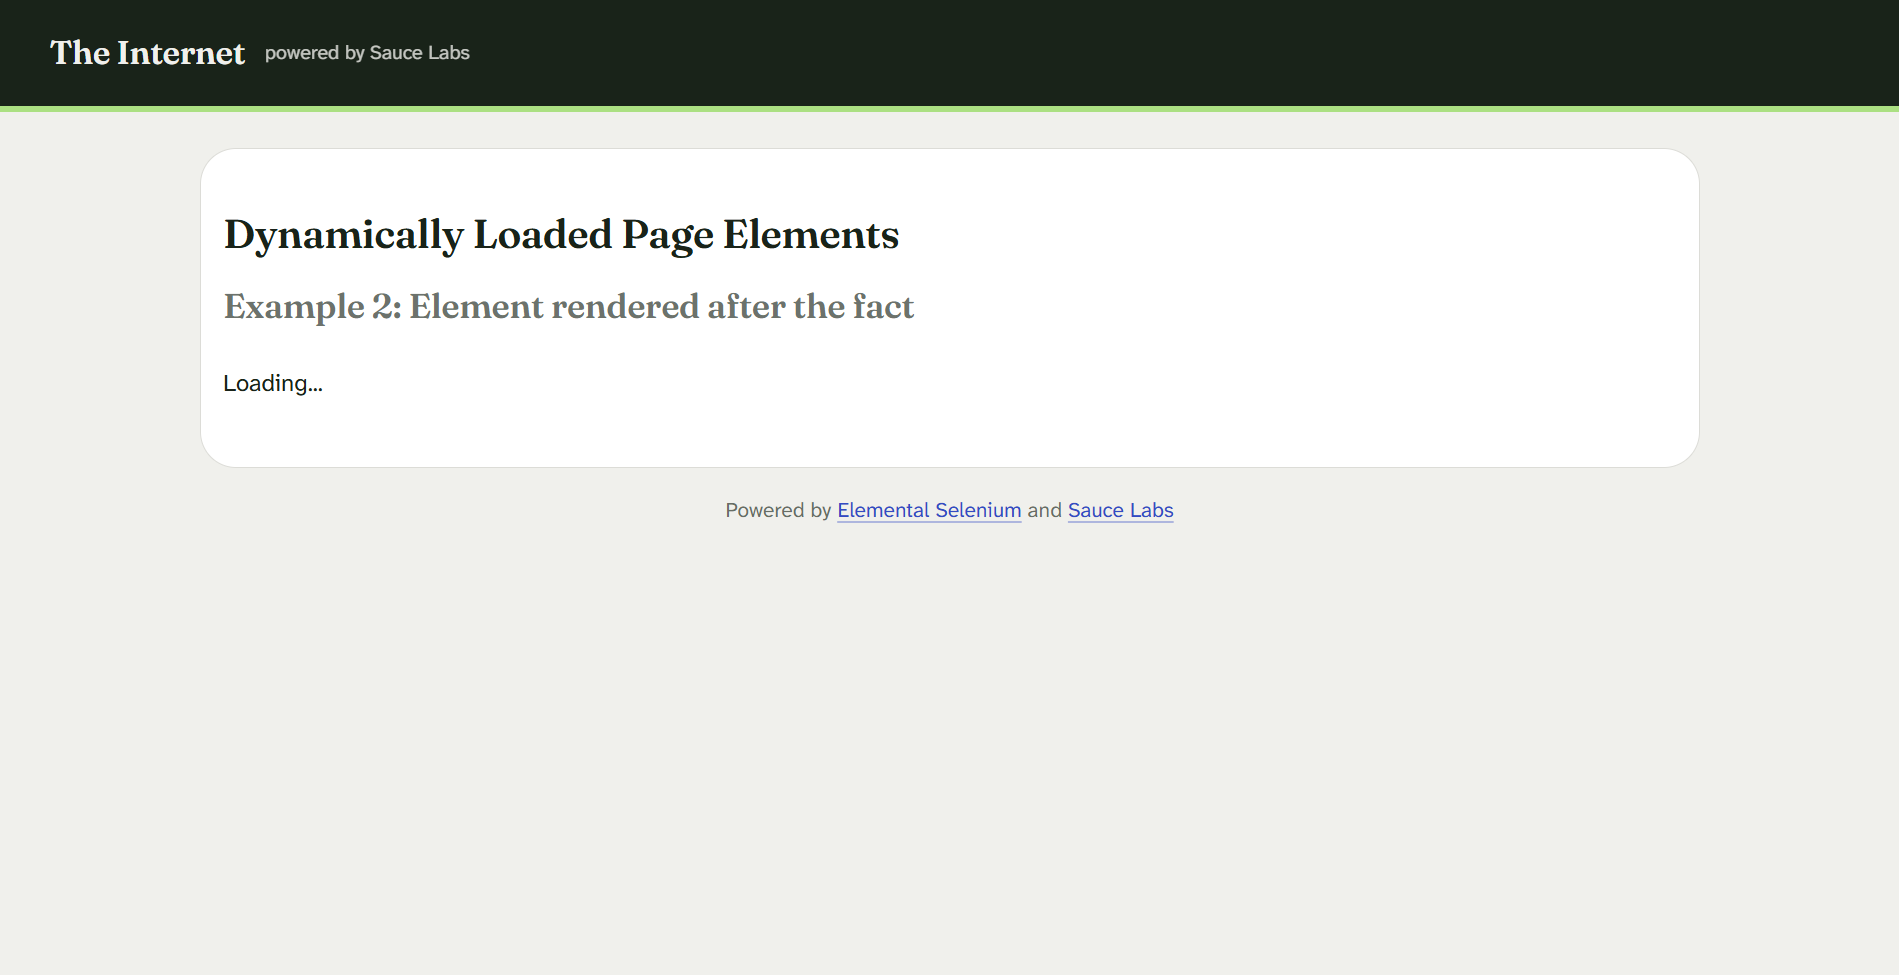 The Internet powered by Sauce Labs
Dynamically Loaded Page Elements
Example 2: Element rendered after the fact
Loading...
Powered by Elemental Selenium and Sauce Labs